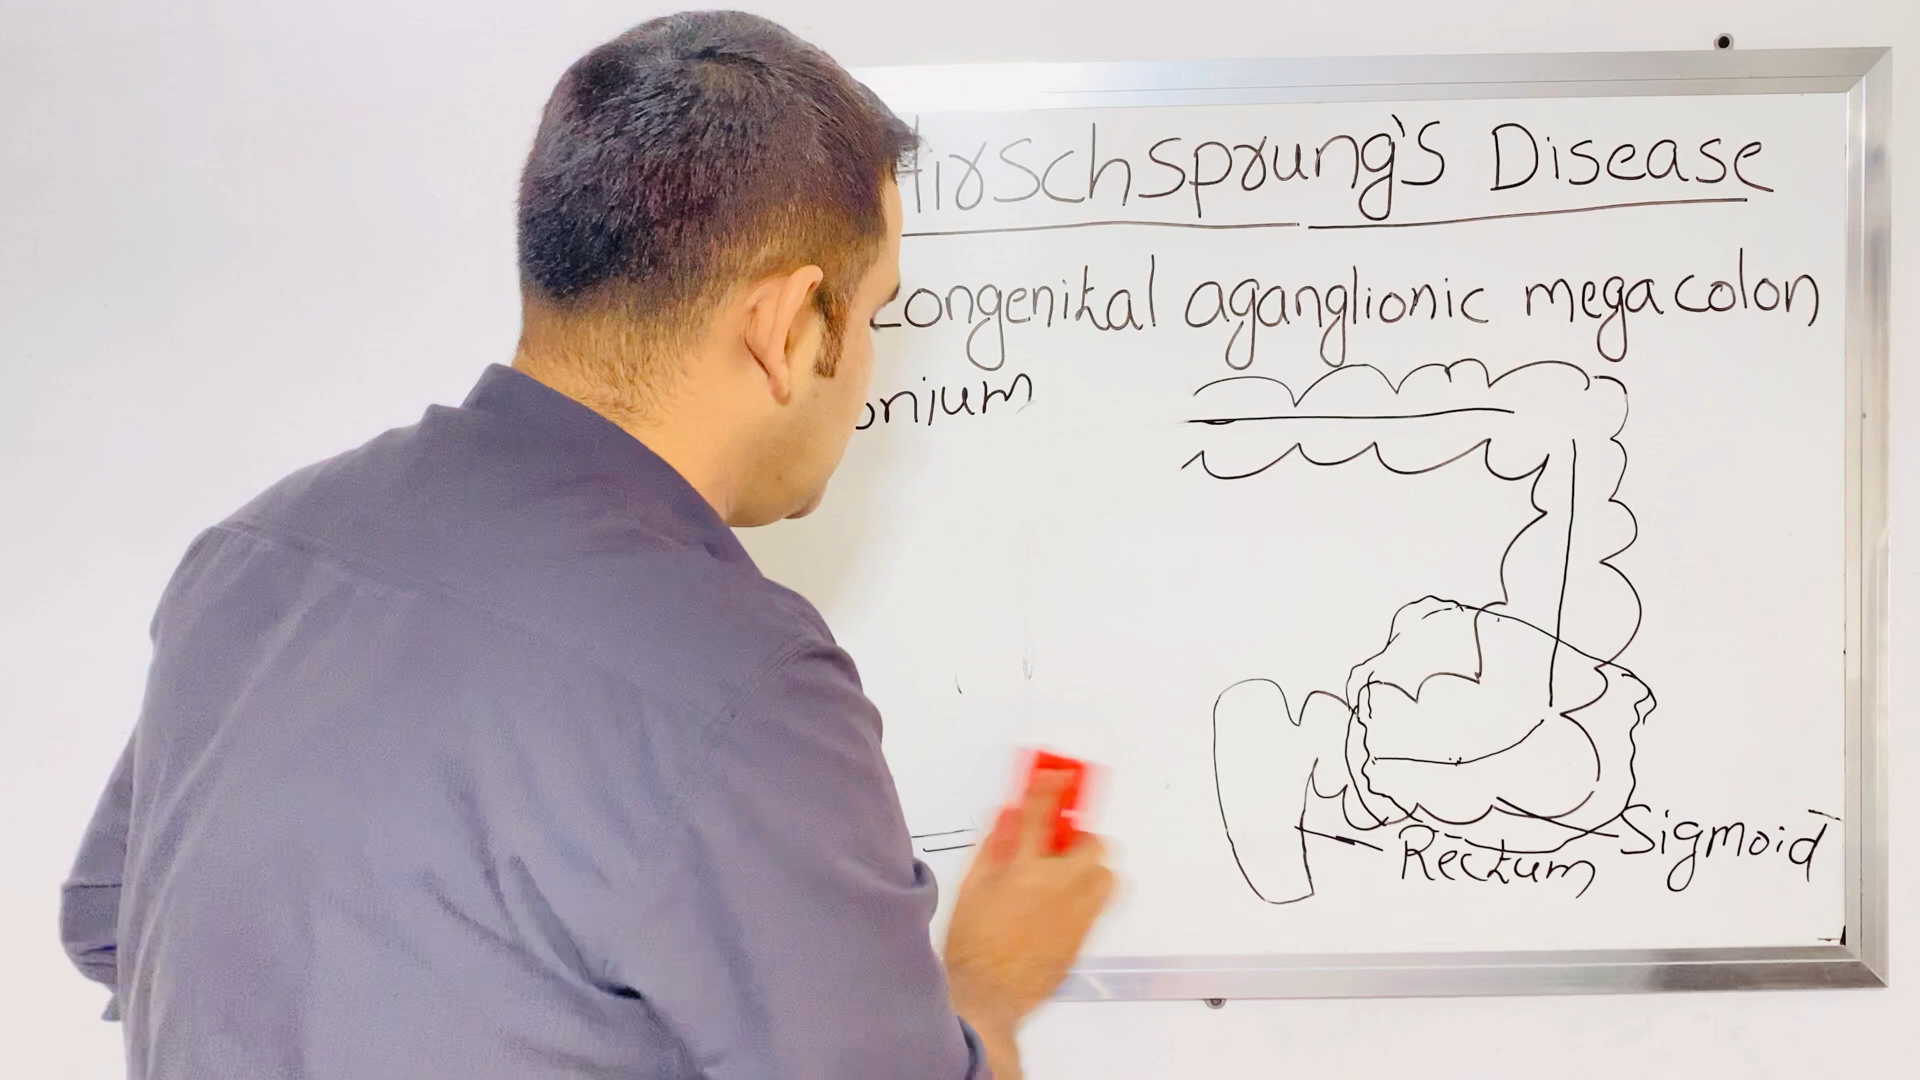 Hirschsprung's Disease
Congenital aganglionic megacolon
onium
Sigmoid
Rectum